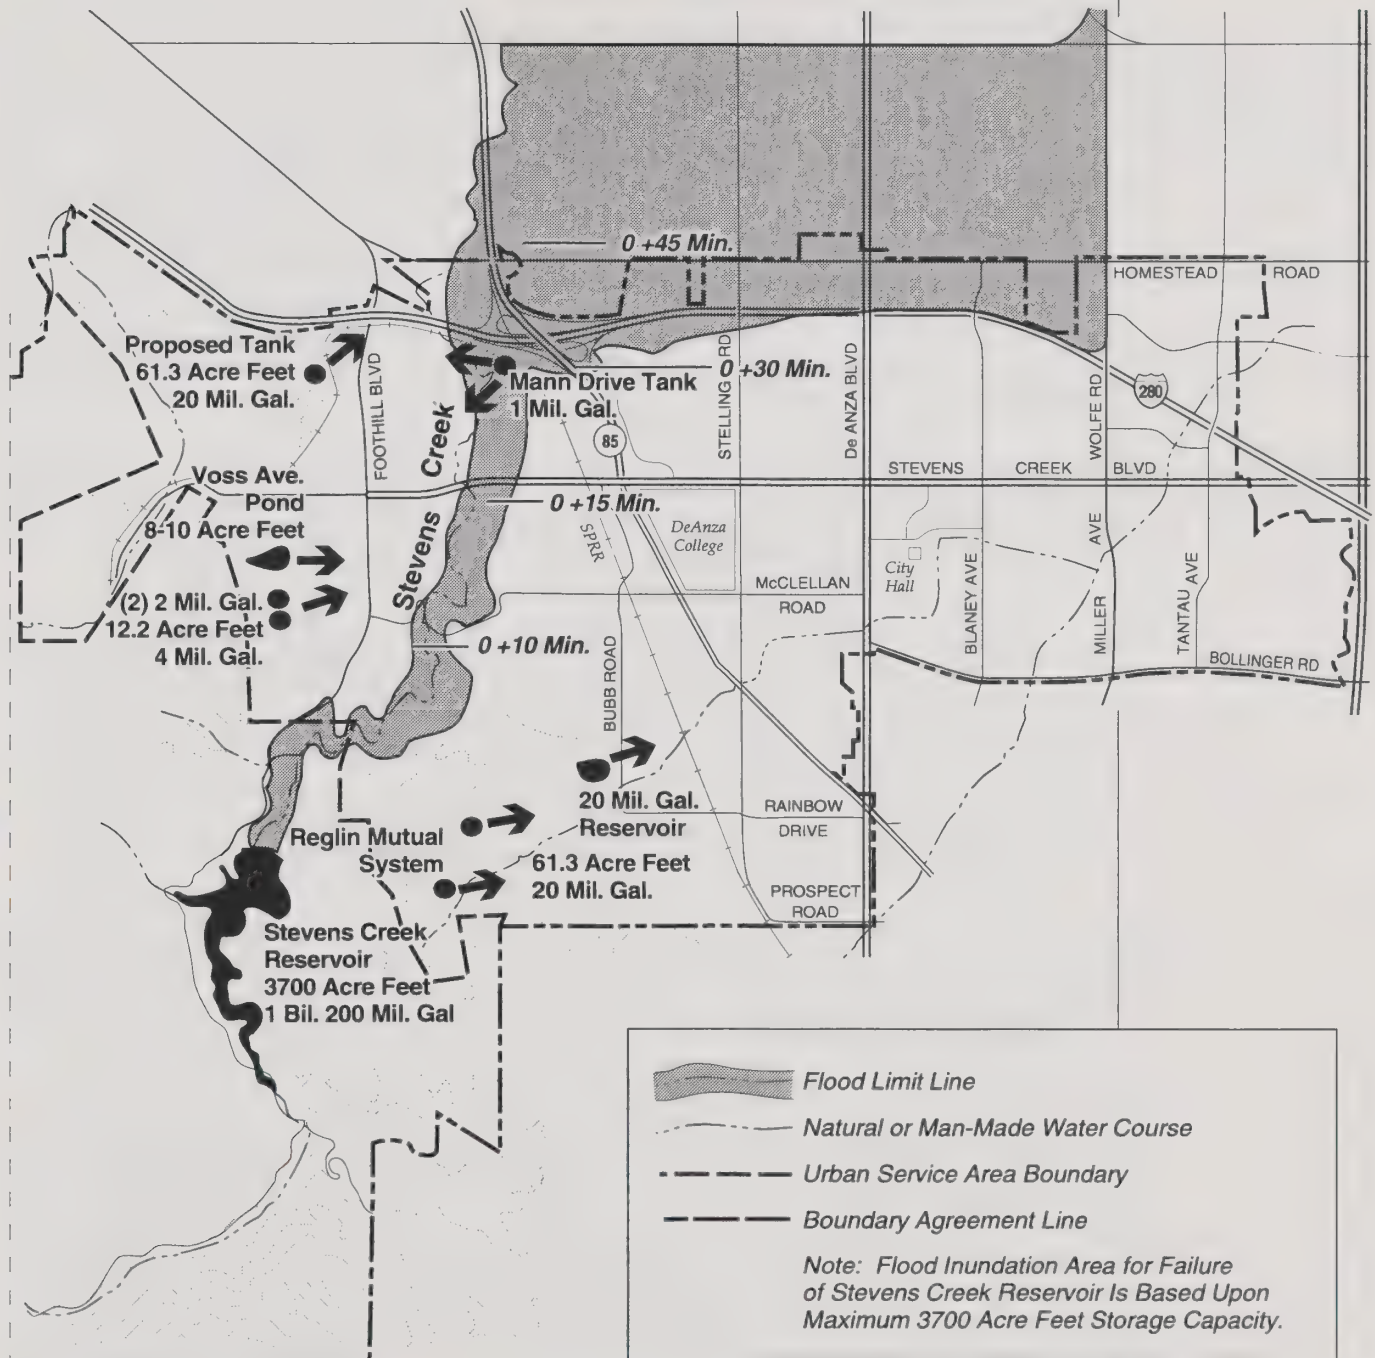 0 +45 Min.
HOMESTEAD ROAD
Proposed Tank
61.3 Acre Feet
20 Mil. Gal.
FOOTHILL BLVD
Mann Drive Tank
1 Mil. Gal.
0 +30 Min.
STELLING RD
De ANZA BLVD
WOLFE RD
280
85
Stevens Creek
STEVENS CREEK BLVD
Voss Ave.
Pond
8-10 Acre Feet
0 +15 Min.
SPRR
DeAnza
College
City
Hall
(2) 2 Mil. Gal.
12.2 Acre Feet
4 Mil. Gal.
McCLELLAN
ROAD
BLANEY AVE
MILLER AVE
TANTAU AVE
0 +10 Min.
BUBB ROAD
BOLLINGER RD
20 Mil. Gal.
Reservoir
RAINBOW
DRIVE
Reglin Mutual
System
61.3 Acre Feet
20 Mil. Gal.
PROSPECT
ROAD
Stevens Creek
Reservoir
3700 Acre Feet
1 Bil. 200 Mil. Gal
Flood Limit Line
Natural or Man-Made Water Course
Urban Service Area Boundary
Boundary Agreement Line
Note: Flood Inundation Area for Failure
of Stevens Creek Reservoir Is Based Upon
Maximum 3700 Acre Feet Storage Capacity.